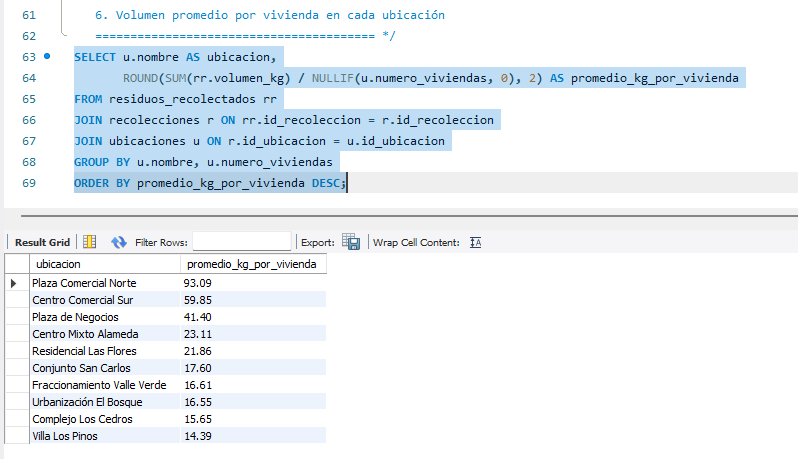 61 6. Volumen promedio por vivienda en cada ubicación
62 ======================================== */
63 SELECT u.nombre AS ubicacion,
64 ROUND(SUM(rr.volumen_kg) / NULLIF(u.numero_viviendas, 0), 2) AS promedio_kg_por_vivienda
65 FROM residuos_recolectados rr
66 JOIN recolecciones r ON rr.id_recoleccion = r.id_recoleccion
67 JOIN ubicaciones u ON r.id_ubicacion = u.id_ubicacion
68 GROUP BY u.nombre, u.numero_viviendas
69 ORDER BY promedio_kg_por_vivienda DESC;
Result Grid Filter Rows: Export: Wrap Cell Content:
ubicacion promedio_kg_por_vivienda
Plaza Comercial Norte 93.09
Centro Comercial Sur 59.85
Plaza de Negocios 41.40
Centro Mixto Alameda 23.11
Residencial Las Flores 21.86
Conjunto San Carlos 17.60
Fraccionamiento Valle Verde 16.61
Urbanización El Bosque 16.55
Complejo Los Cedros 15.65
Villa Los Pinos 14.39